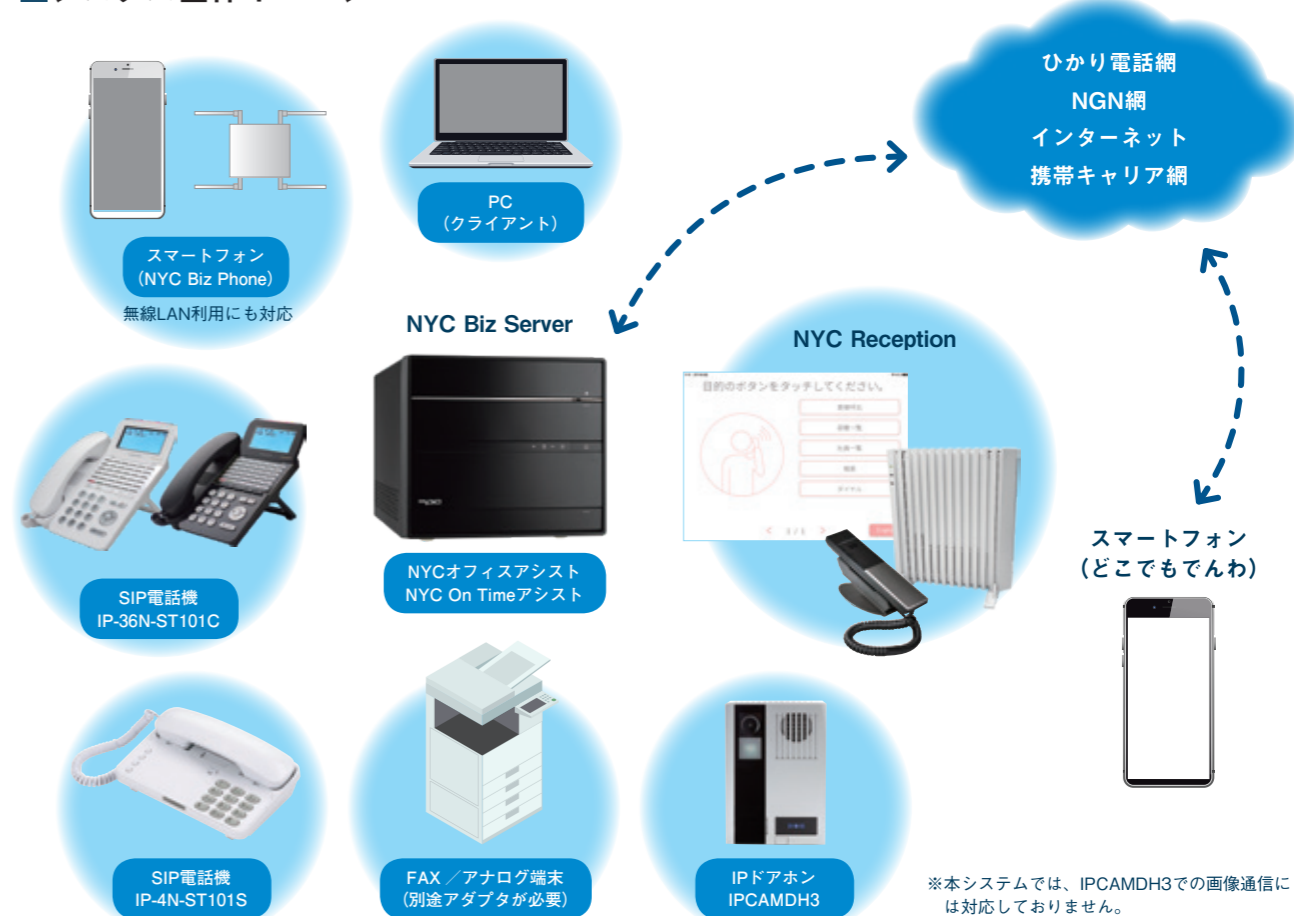 ひかり電話網
NGN網
インターネット
携帯キャリア網
PC
（クライアント）
スマートフォン
（NYC Biz Phone）
無線LAN利用にも対応
NYC Biz Server
NYC Reception
目的のボタンをタッチしてください。
1 / 1
NYCオフィスアシスト
NYC On Timeアシスト
SIP電話機
IP-36N-ST101C
スマートフォン
（どこでもでんわ）
SIP電話機
IP-4N-ST101S
FAX ／アナログ端末
（別途アダプタが必要）
IPドアホン
IPCAMDH3
※本システムでは、IPCAMDH3での画像通信に
は対応しておりません。